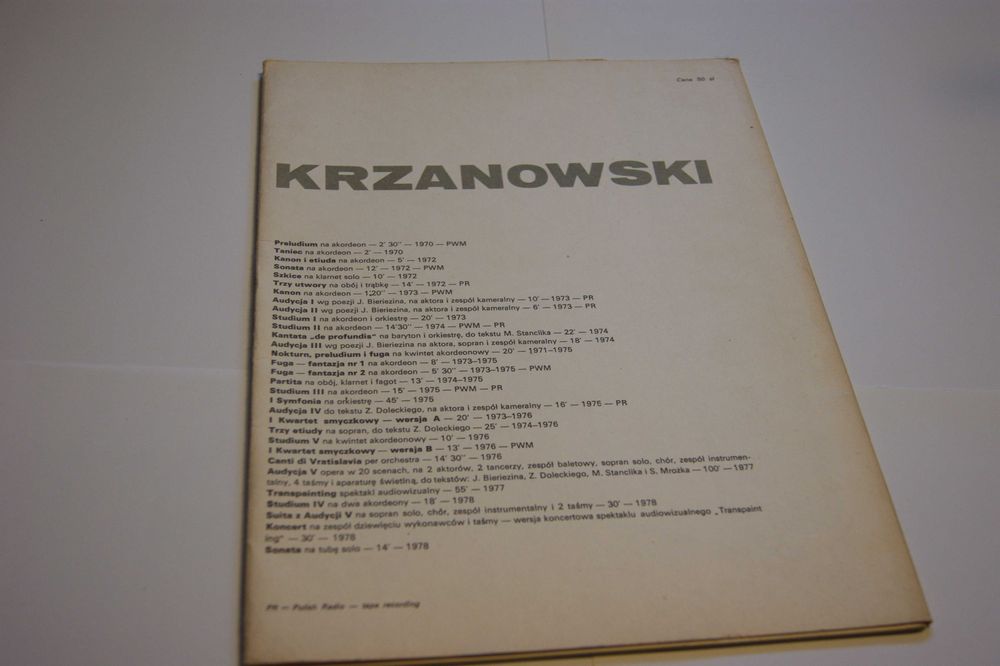 Cena 50 zł
KRZANOWSKI
Preludium na akordeon — 2' 30'' — 1970 — PWM
Taniec na akordeon — 2' — 1970
Kanon i etiuda na akordeon — 5' — 1972
Sonata na akordeon — 12' — 1972 — PWM
Szkice na klarnet solo — 10' — 1972
Trzy utwory na obój i trąbkę — 14' — 1972 — PR
Kanon na akordeon — 1'20'' — 1973 — PWM
Audycja I wg poezji J. Bieriezina, na aktora i zespół kameralny — 10' — 1973 — PR
Audycja II wg poezji J. Bieriezina, na aktora i zespół kameralny — 6' — 1973 — PR
Studium I na akordeon i orkiestrę — 20' — 1973
Studium II na akordeon — 14'30'' — 1974 — PWM — PR
Kantata „de profundis" na baryton i orkiestrę, do tekstu M. Stanclika — 22' — 1974
Audycja III wg poezji J. Bieriezina na aktora, sopran i zespół kameralny — 18' — 1974
Nokturn, preludium i fuga na kwintet akordeonowy — 20' — 1971–1975
Fuga — fantazja nr 1 na akordeon — 8' — 1973–1975
Fuga — fantazja nr 2 na akordeon — 5' 30'' — 1973–1975 — PWM
Partita na obój, klarnet i fagot — 13' — 1974–1975
Studium III na akordeon — 15' — 1975 — PWM — PR
I Symfonia na orkiestrę — 45' — 1975
Audycja IV do tekstu Z. Doleckiego, na aktora i zespół kameralny — 16' — 1975 — PR
I Kwartet smyczkowy — wersja A — 20' — 1973–1976
Trzy etiudy na sopran, do tekstu Z. Doleckiego — 25' — 1974–1976
Studium V na kwintet akordeonowy — 10' — 1976
I Kwartet smyczkowy — wersja B — 13' — 1976 — PWM
Canti di Vratislavia per orchestra — 14' 30'' — 1976
Audycja V opera w 20 scenach, na 2 aktorów, 2 tancerzy, zespół baletowy, sopran solo, chór, zespół instrumen-
talny, 4 taśmy i aparaturę świetlną, do tekstów: J. Bieriezina, Z. Doleckiego, M. Stanclika i S. Mrożka — 100' — 1977
Transpainting spektakl audiowizualny — 55' — 1977
Studium IV na dwa akordeony — 18' — 1978
Suita z Audycji V na sopran solo, chór, zespół instrumentalny i 2 taśmy — 30' — 1978
Koncert na zespół dziewięciu wykonawców i taśmy — wersja koncertowa spektaklu audiowizualnego „Transpaint
ing" — 30' — 1978
Sonata na tubę solo — 14' — 1978
PR — Polish Radio — tape recording